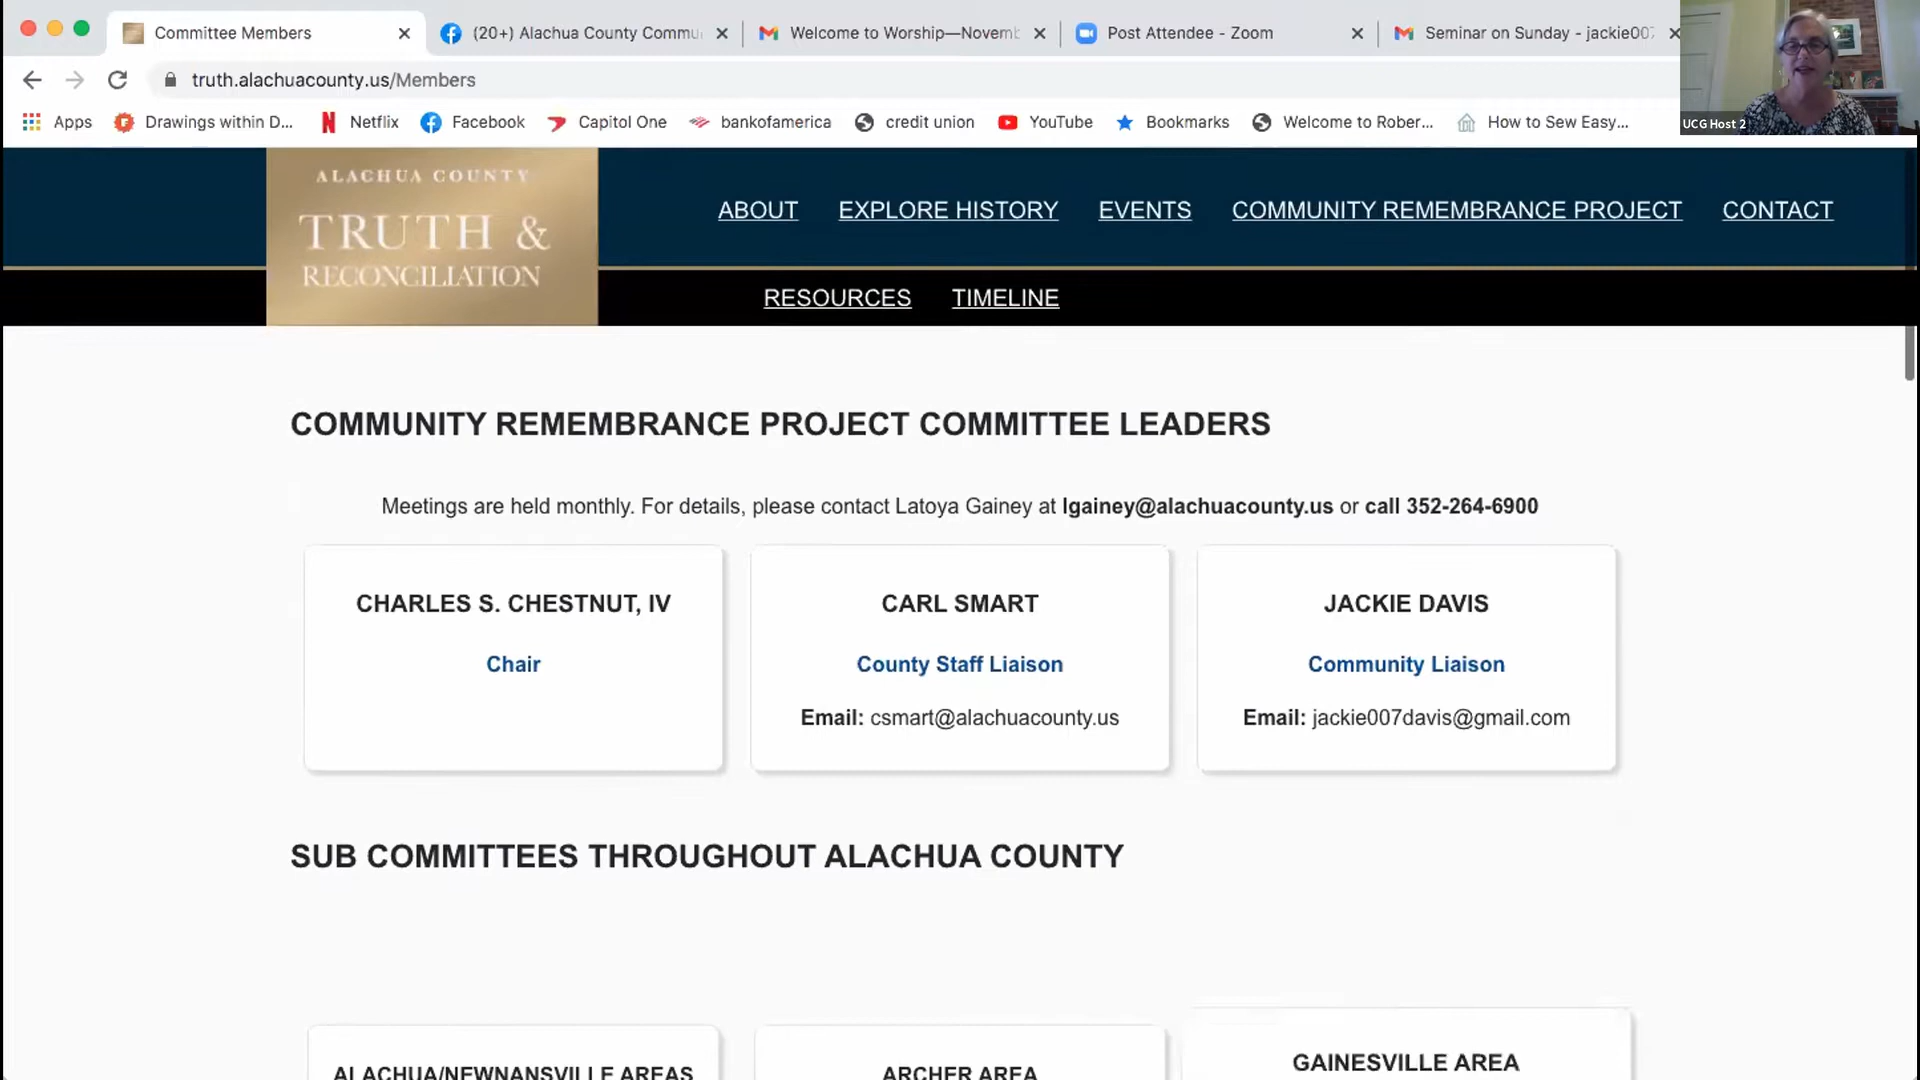 Committee Members
(20+) Alachua County Commu
Welcome to Worship—Novemb
Post Attendee - Zoom
Seminar on Sunday - jackie007
truth.alachuacounty.us/Members
Apps
Drawings within D...
Netflix
Facebook
Capitol One
bankofamerica
credit union
YouTube
Bookmarks
Welcome to Rober...
How to Sew Easy...
UCG Host 2
ALACHUA COUNTY
TRUTH &
RECONCILIATION
ABOUT
EXPLORE HISTORY
EVENTS
COMMUNITY REMEMBRANCE PROJECT
CONTACT
RESOURCES
TIMELINE
COMMUNITY REMEMBRANCE PROJECT COMMITTEE LEADERS
Meetings are held monthly. For details, please contact Latoya Gainey at lgainey@alachuacounty.us or call 352-264-6900
CHARLES S. CHESTNUT, IV
Chair
CARL SMART
County Staff Liaison
Email: csmart@alachuacounty.us
JACKIE DAVIS
Community Liaison
Email: jackie007davis@gmail.com
SUB COMMITTEES THROUGHOUT ALACHUA COUNTY
ALACHUA/NEWNANSVILLE AREAS
ARCHER AREA
GAINESVILLE AREA